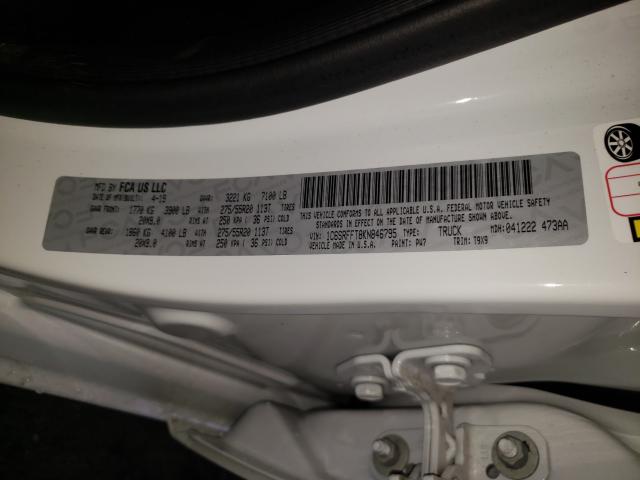 MFD BY FCA US LLC
DATE OF MFR(BUILT): 4-19 GVWR: 3221 KG 7100 LB
GAWR FRONT: 1770 KG 3900 LB WITH 275/55R20 113T TIRES
20X9.0 RIMS AT 250 KPA ( 36 PSI) COLD
GAWR REAR: 1860 KG 4100 LB WITH 275/55R20 113T TIRES
20X9.0 RIMS AT 250 KPA ( 36 PSI) COLD
THIS VEHICLE CONFORMS TO ALL APPLICABLE U.S.A. FEDERAL MOTOR VEHICLE SAFETY
STANDARDS IN EFFECT ON THE DATE OF MANUFACTURE SHOWN ABOVE.
VIN: 1C6SRFFT8KN846795 TYPE: TRUCK MDH: 041222 473AA
VEHICLE MADE IN U.S.A. PAINT: PW7 TRIM: T9X9